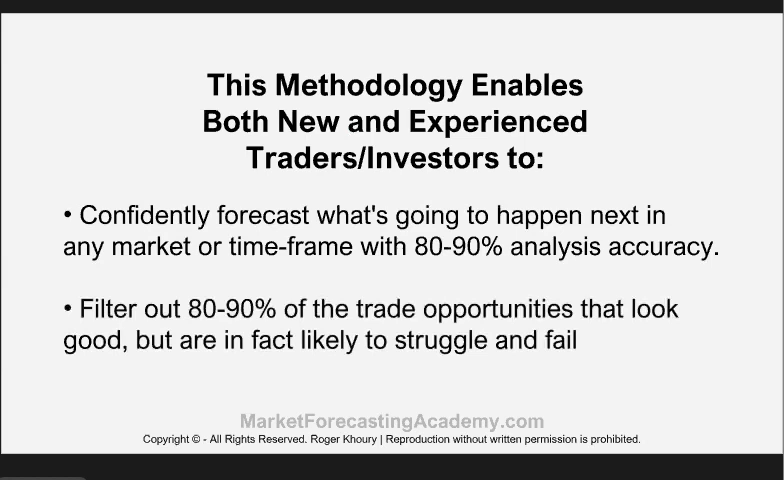 This Methodology Enables
Both New and Experienced
Traders/Investors to:
• Confidently forecast what's going to happen next in
any market or time-frame with 80-90% analysis accuracy.
• Filter out 80-90% of the trade opportunities that look
good, but are in fact likely to struggle and fail
MarketForecastingAcademy.com
Copyright © - All Rights Reserved. Roger Khoury | Reproduction without written permission is prohibited.